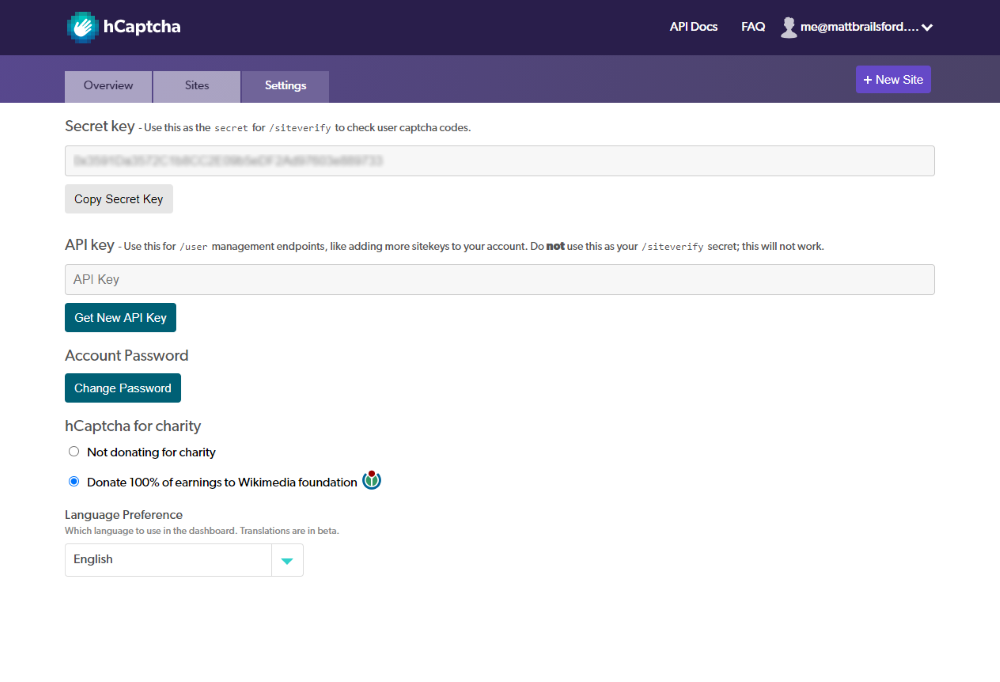 hCaptcha
API Docs
FAQ
me@mattbrailsford....
Overview
Sites
Settings
+ New Site
Secret key - Use this as the secret for /siteverify to check user captcha codes.
Copy Secret Key
API key - Use this for /user management endpoints, like adding more sitekeys to your account. Do not use this as your /siteverify secret; this will not work.
API Key
Get New API Key
Account Password
Change Password
hCaptcha for charity
Not donating for charity
Donate 100% of earnings to Wikimedia foundation
Language Preference
Which language to use in the dashboard. Translations are in beta.
English